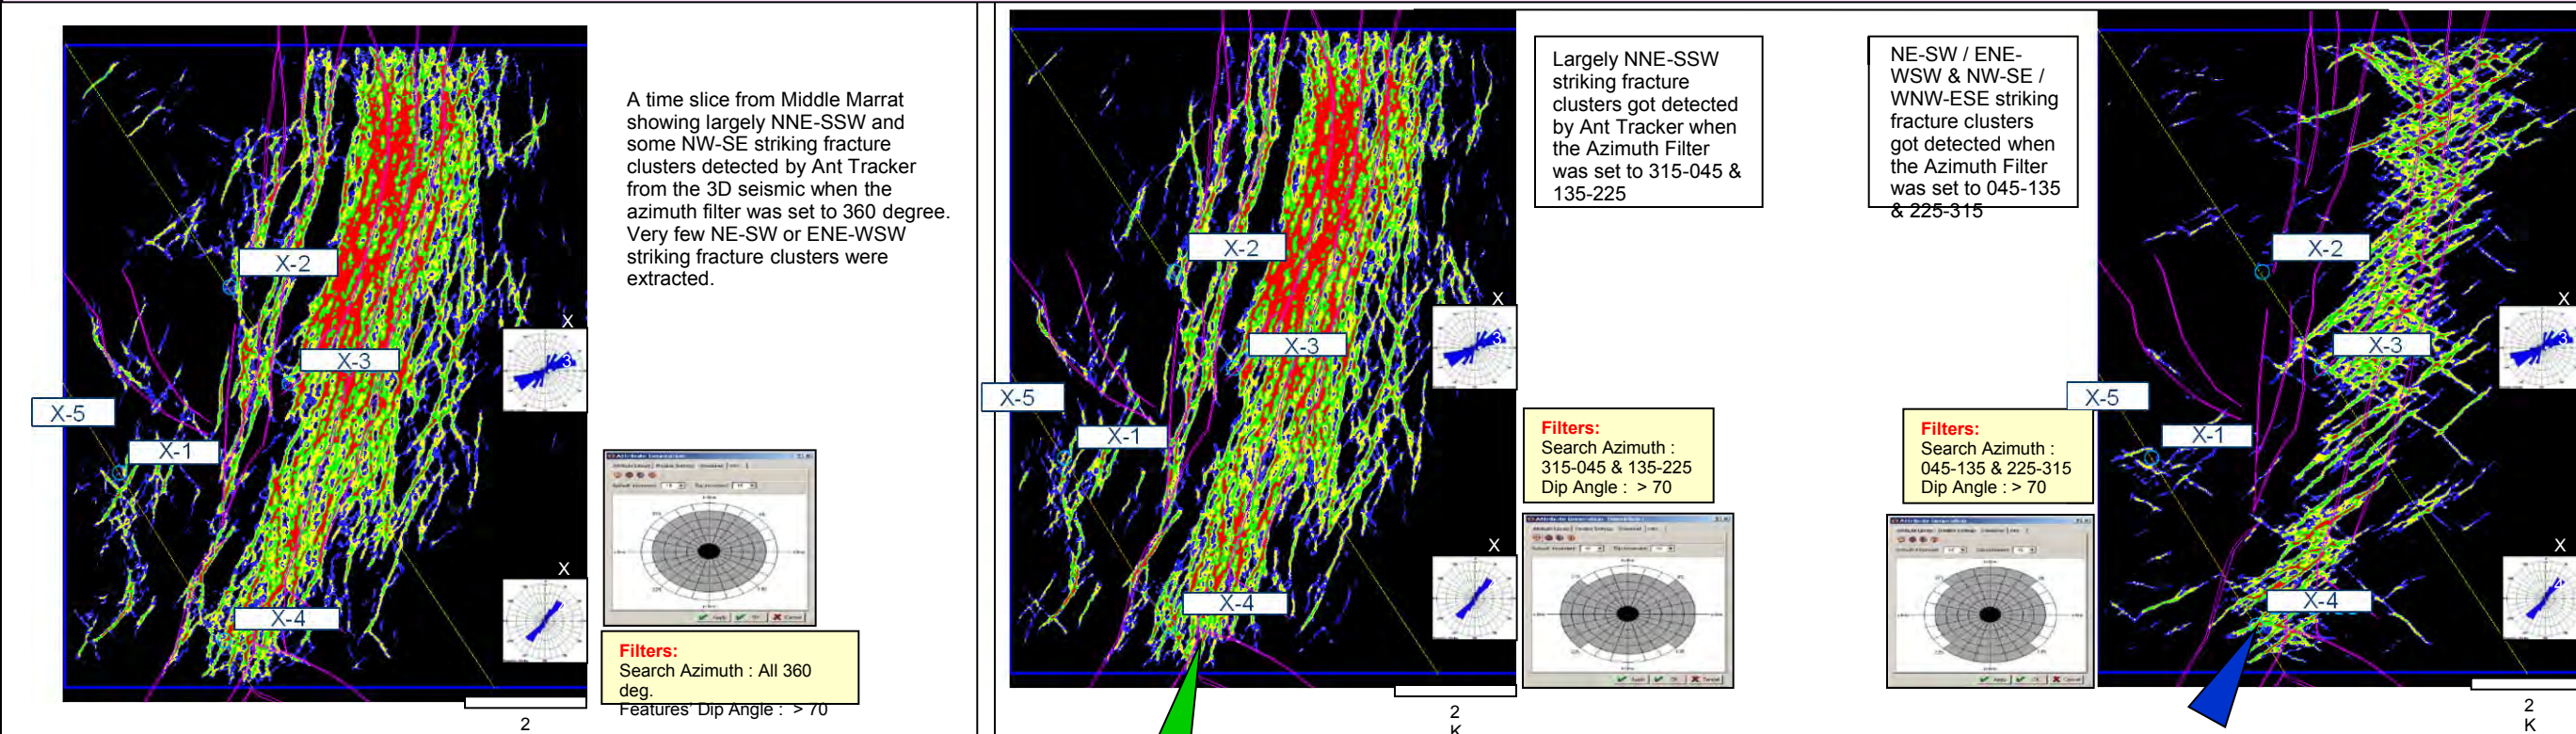 A time slice from Middle Marrat
showing largely NNE-SSW and
some NW-SE striking fracture
clusters detected by Ant Tracker
from the 3D seismic when the
azimuth filter was set to 360 degree.
Very few NE-SW or ENE-WSW
striking fracture clusters were
extracted.
X-2
X-3
X-5
X-1
X-4
X
3
X
Filters:
Search Azimuth : All 360
deg.
Features' Dip Angle : > 70
2
Largely NNE-SSW
striking fracture
clusters got detected
by Ant Tracker when
the Azimuth Filter
was set to 315-045 &
135-225
X-2
X-3
X-5
X-1
X-4
X
3
X
Filters:
Search Azimuth :
315-045 & 135-225
Dip Angle : > 70
2
K
NE-SW / ENE-
WSW & NW-SE /
WNW-ESE striking
fracture clusters
got detected when
the Azimuth Filter
was set to 045-135
& 225-315
X-2
X-3
X-5
X-1
X-4
X
3
X
4
Filters:
Search Azimuth :
045-135 & 225-315
Dip Angle : > 70
2
K